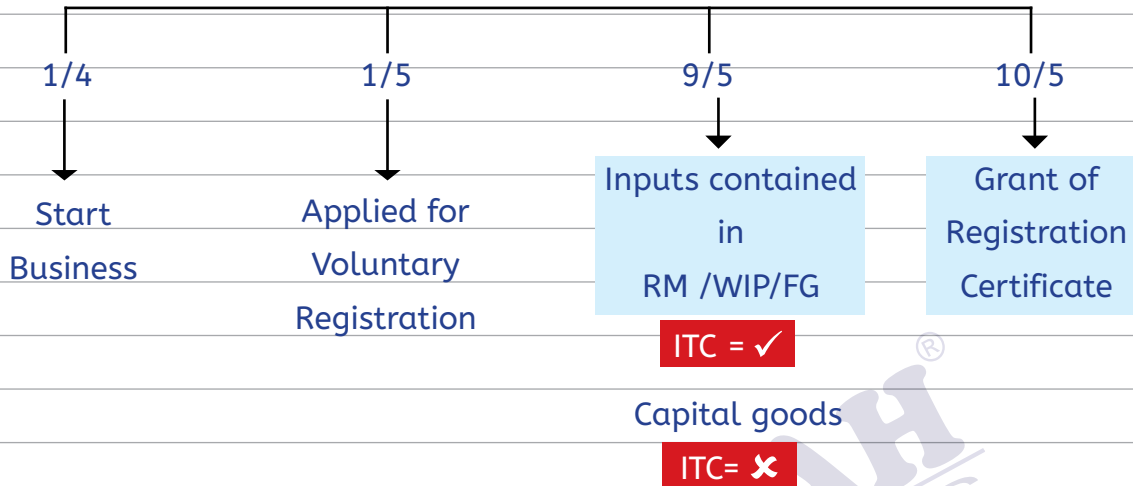 1/4
1/5
9/5
10/5
Start
Business
Applied for
Voluntary
Registration
Inputs contained
in
RM /WIP/FG
ITC = ✓
Capital goods
ITC= ✗
Grant of
Registration
Certificate
AH
®